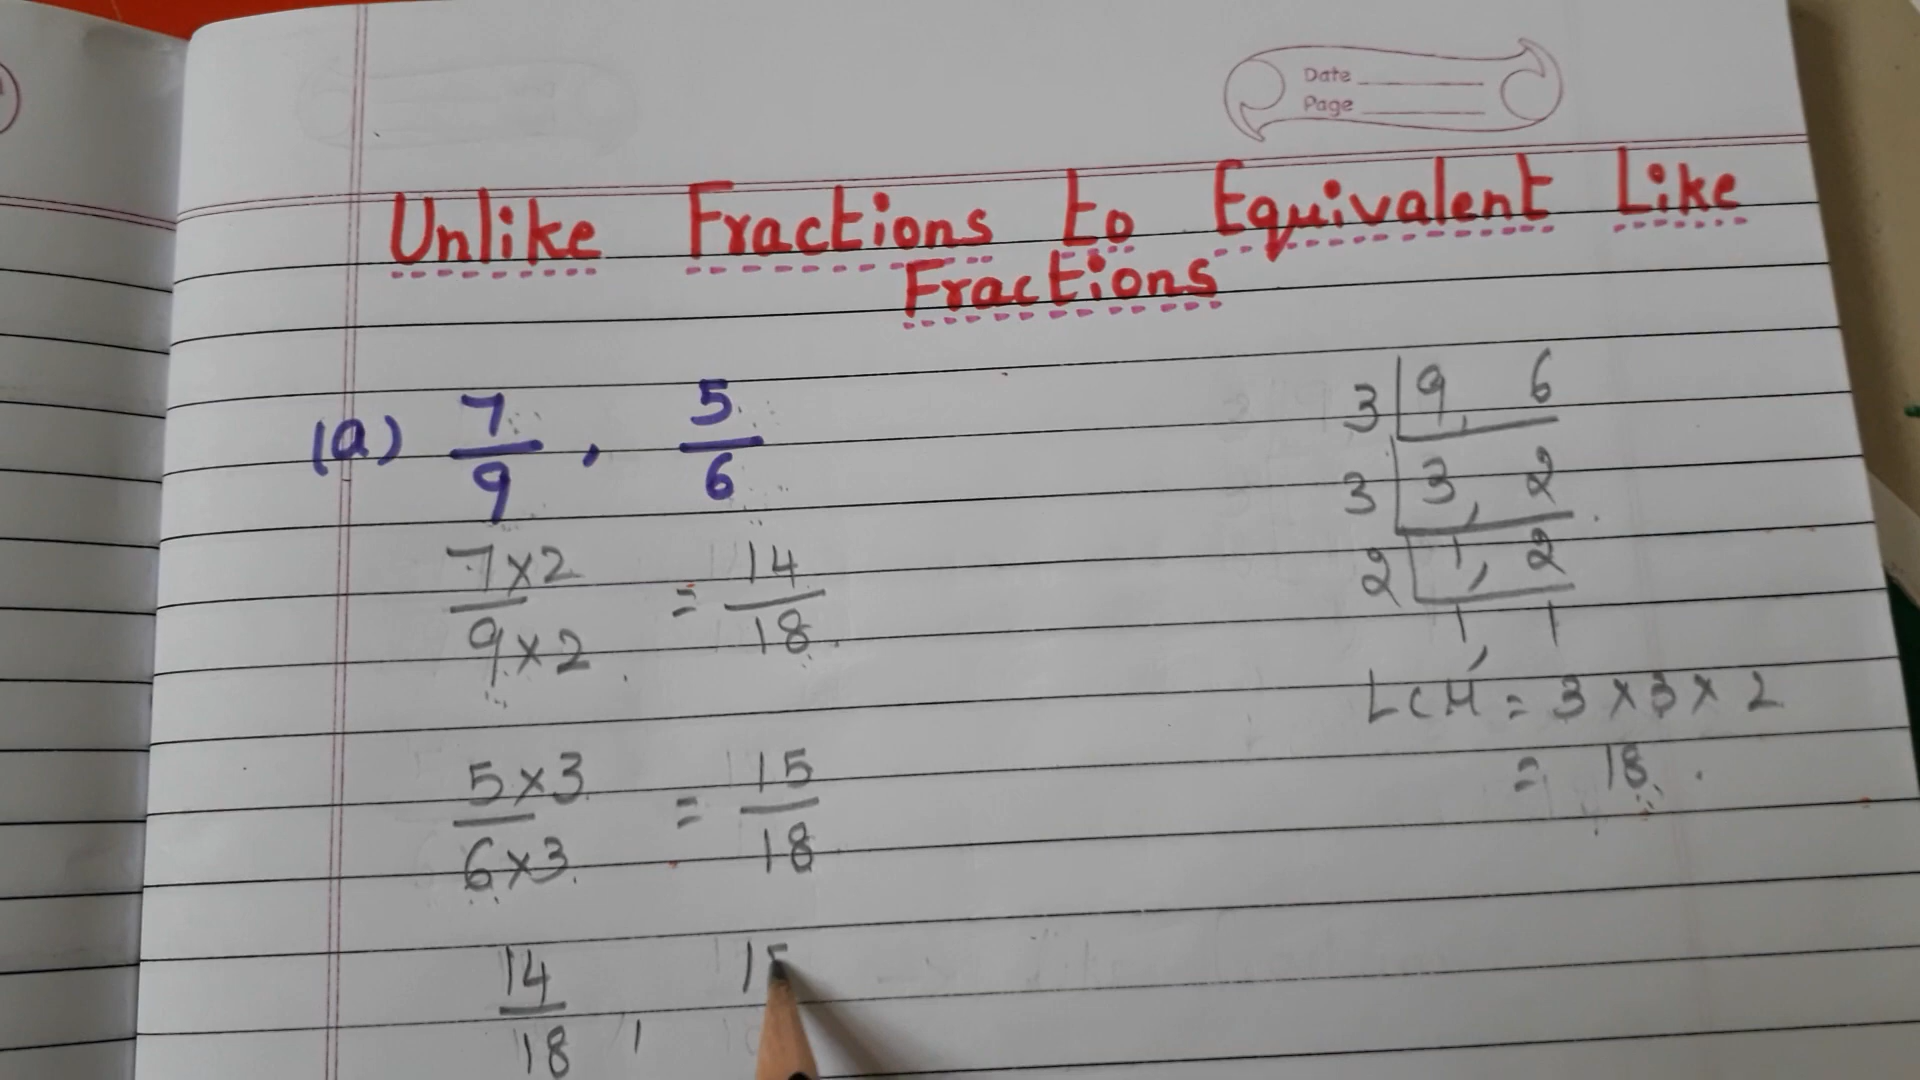 Date
Page
Unlike Fractions to Equivalent Like
Fractions
(a) 7/9 , 5/6
7×2/9×2 = 14/18
5×3/6×3 = 15/18
14/18 , 15
3 | 9, 6
3 | 3, 2
2 | 1, 2
1, 1
LCM = 3 × 3 × 2
= 18.